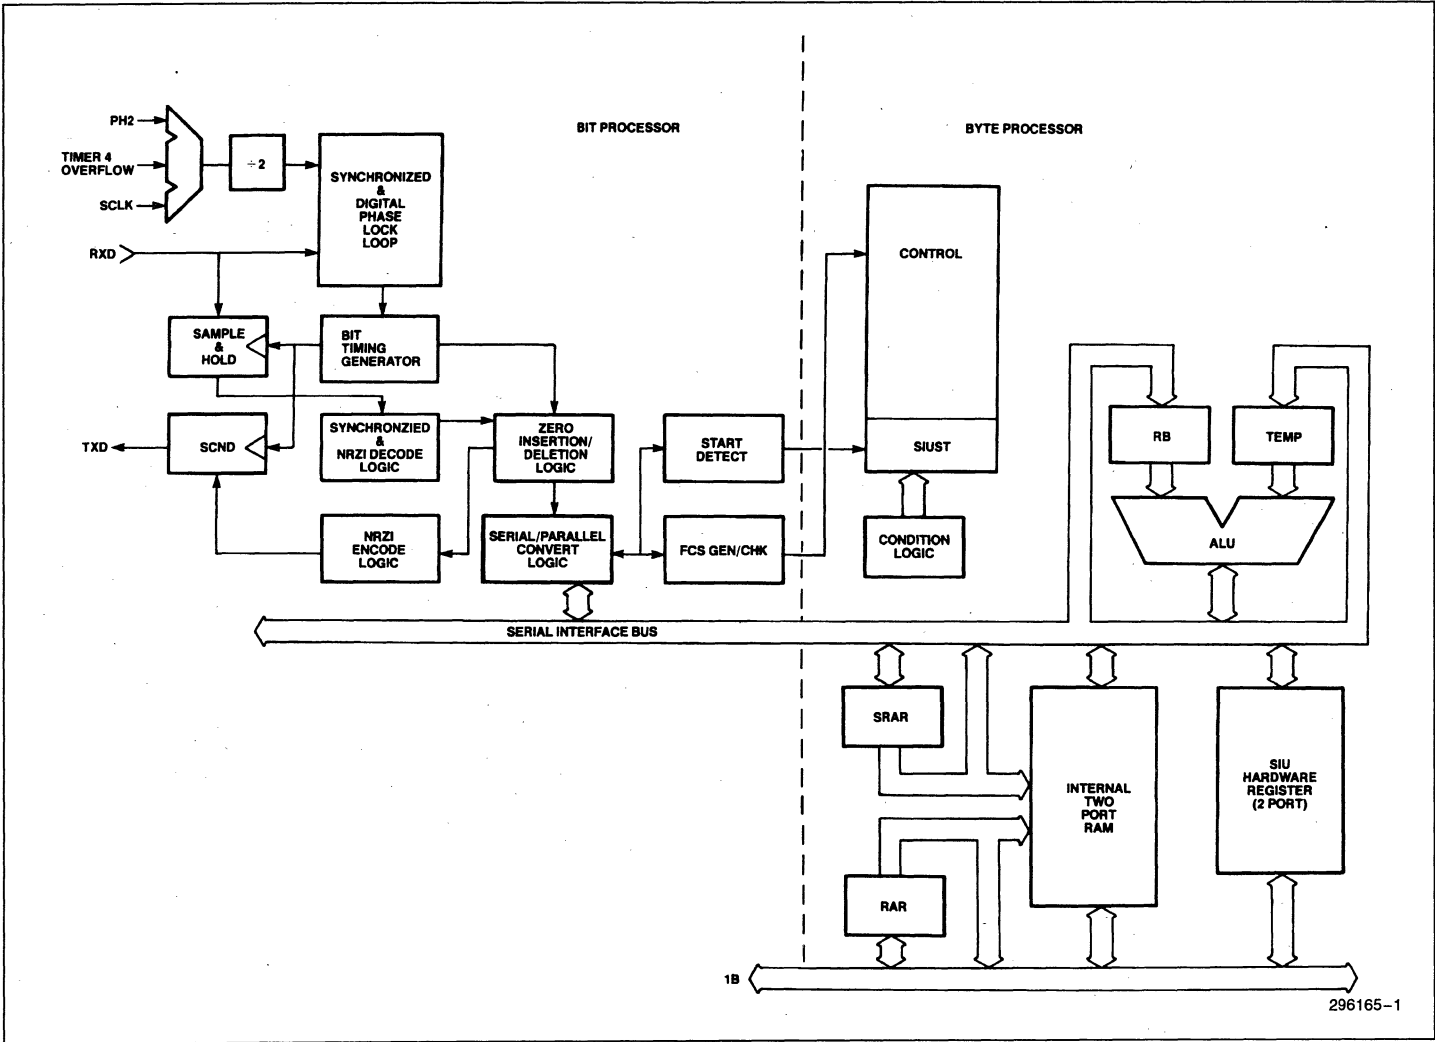 BIT PROCESSOR
BYTE PROCESSOR
PH2
TIMER 4
OVERFLOW
SCLK
÷2
SYNCHRONIZED
&
DIGITAL
PHASE
LOCK
LOOP
RXD
CONTROL
SAMPLE
&
HOLD
BIT
TIMING
GENERATOR
TXD
SCND
SYNCHRONZIED
&
NRZI DECODE
LOGIC
ZERO
INSERTION/
DELETION
LOGIC
START
DETECT
SIUST
RB
TEMP
NRZI
ENCODE
LOGIC
SERIAL/PARALLEL
CONVERT
LOGIC
FCS GEN/CHK
CONDITION
LOGIC
ALU
SERIAL INTERFACE BUS
SRAR
INTERNAL
TWO
PORT
RAM
SIU
HARDWARE
REGISTER
(2 PORT)
RAR
1B
296165-1